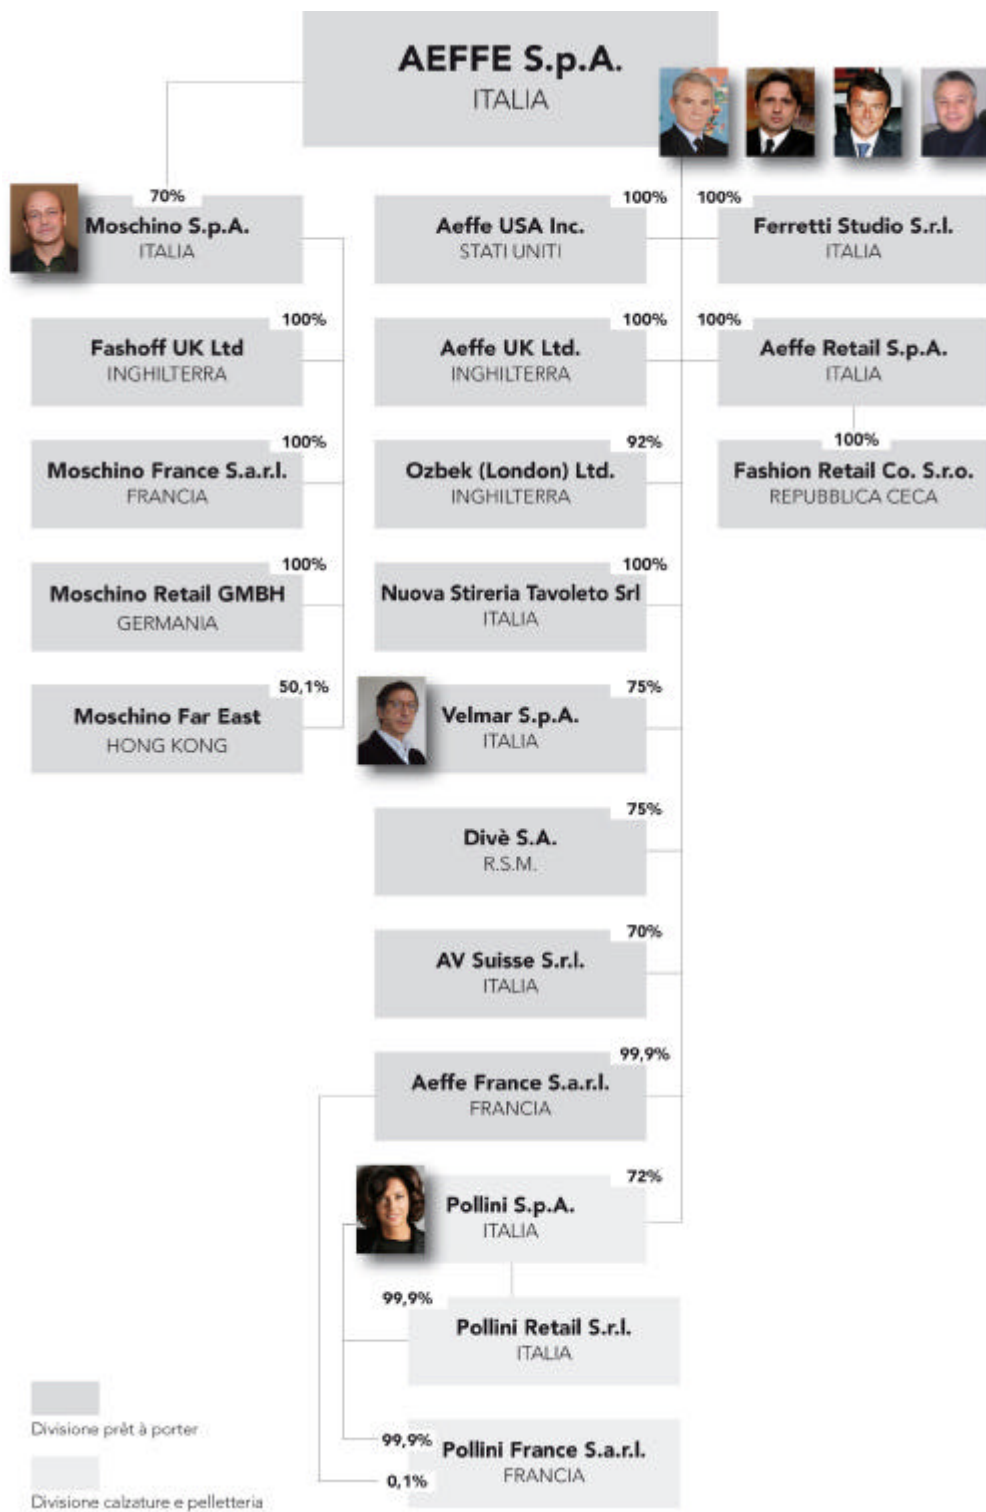 AEFFE S.p.A.
ITALIA
70%
Moschino S.p.A.
ITALIA
100%
Fashoff UK Ltd
INGHILTERRA
100%
Moschino France S.a.r.l.
FRANCIA
100%
Moschino Retail GMBH
GERMANIA
50,1%
Moschino Far East
HONG KONG
100%
Aeffe USA Inc.
STATI UNITI
100%
Aeffe UK Ltd.
INGHILTERRA
92%
Ozbek (London) Ltd.
INGHILTERRA
100%
Nuova Stireria Tavoleto Srl
ITALIA
75%
Velmar S.p.A.
ITALIA
75%
Divè S.A.
R.S.M.
70%
AV Suisse S.r.l.
ITALIA
99,9%
Aeffe France S.a.r.l.
FRANCIA
72%
Pollini S.p.A.
ITALIA
99,9%
Pollini Retail S.r.l.
ITALIA
99,9%
0,1%
Pollini France S.a.r.l.
FRANCIA
100%
Ferretti Studio S.r.l.
ITALIA
100%
Aeffe Retail S.p.A.
ITALIA
100%
Fashion Retail Co. S.r.o.
REPUBBLICA CECA
Divisione prêt à porter
Divisione calzature e pelletteria